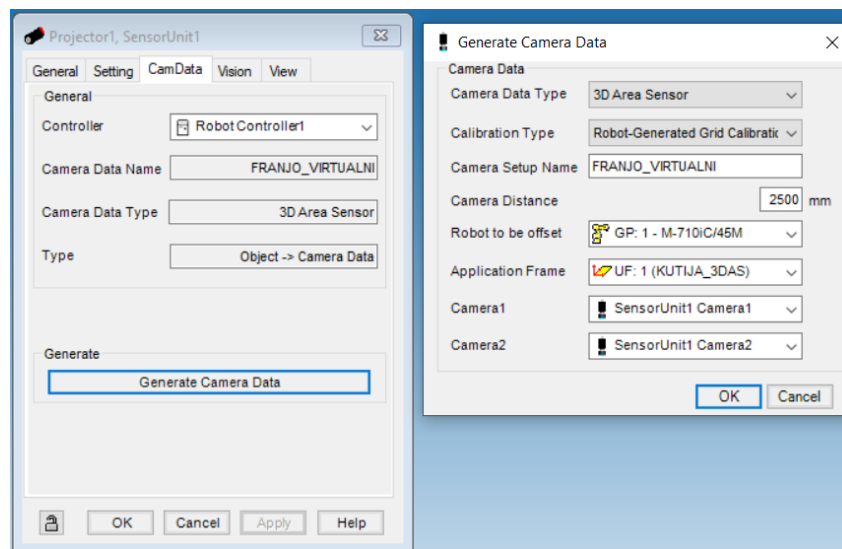 Projector1, SensorUnit1
General Setting CamData Vision View
General
Controller RobotController1
Camera Data Name FRANJO_VIRTUALNI
Camera Data Type 3D Area Sensor
Type Object -> Camera Data
Generate
Generate Camera Data
OK Cancel Apply Help
Generate Camera Data
Camera Data
Camera Data Type 3D Area Sensor
Calibration Type Robot-Generated Grid Calibratic
Camera Setup Name FRANJO_VIRTUALNI
Camera Distance 2500 mm
Robot to be offset GP: 1 - M-710iC/45M
Application Frame UF: 1 (KUTIJA_3DAS)
Camera1 SensorUnit1 Camera1
Camera2 SensorUnit1 Camera2
OK Cancel